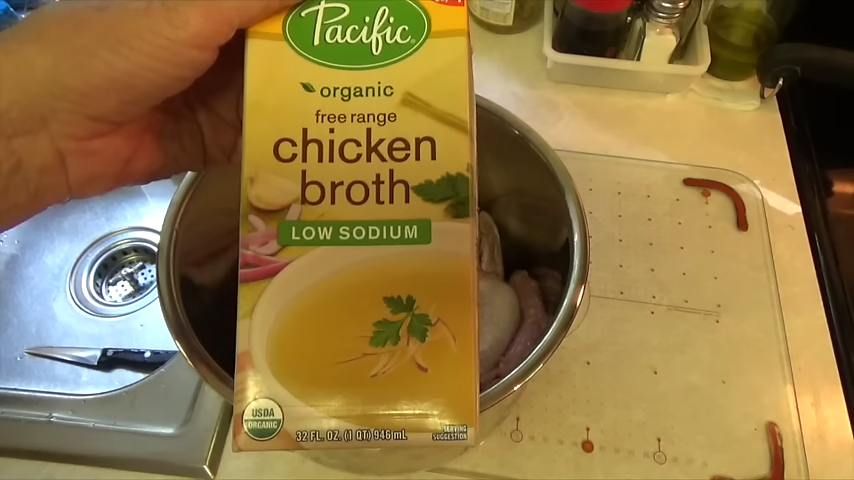 Pacific
organic
free range
chicken
broth
LOW SODIUM
USDA
ORGANIC
32 FL. OZ. (1 QT) 946 mL
SERVING
SUGGESTION